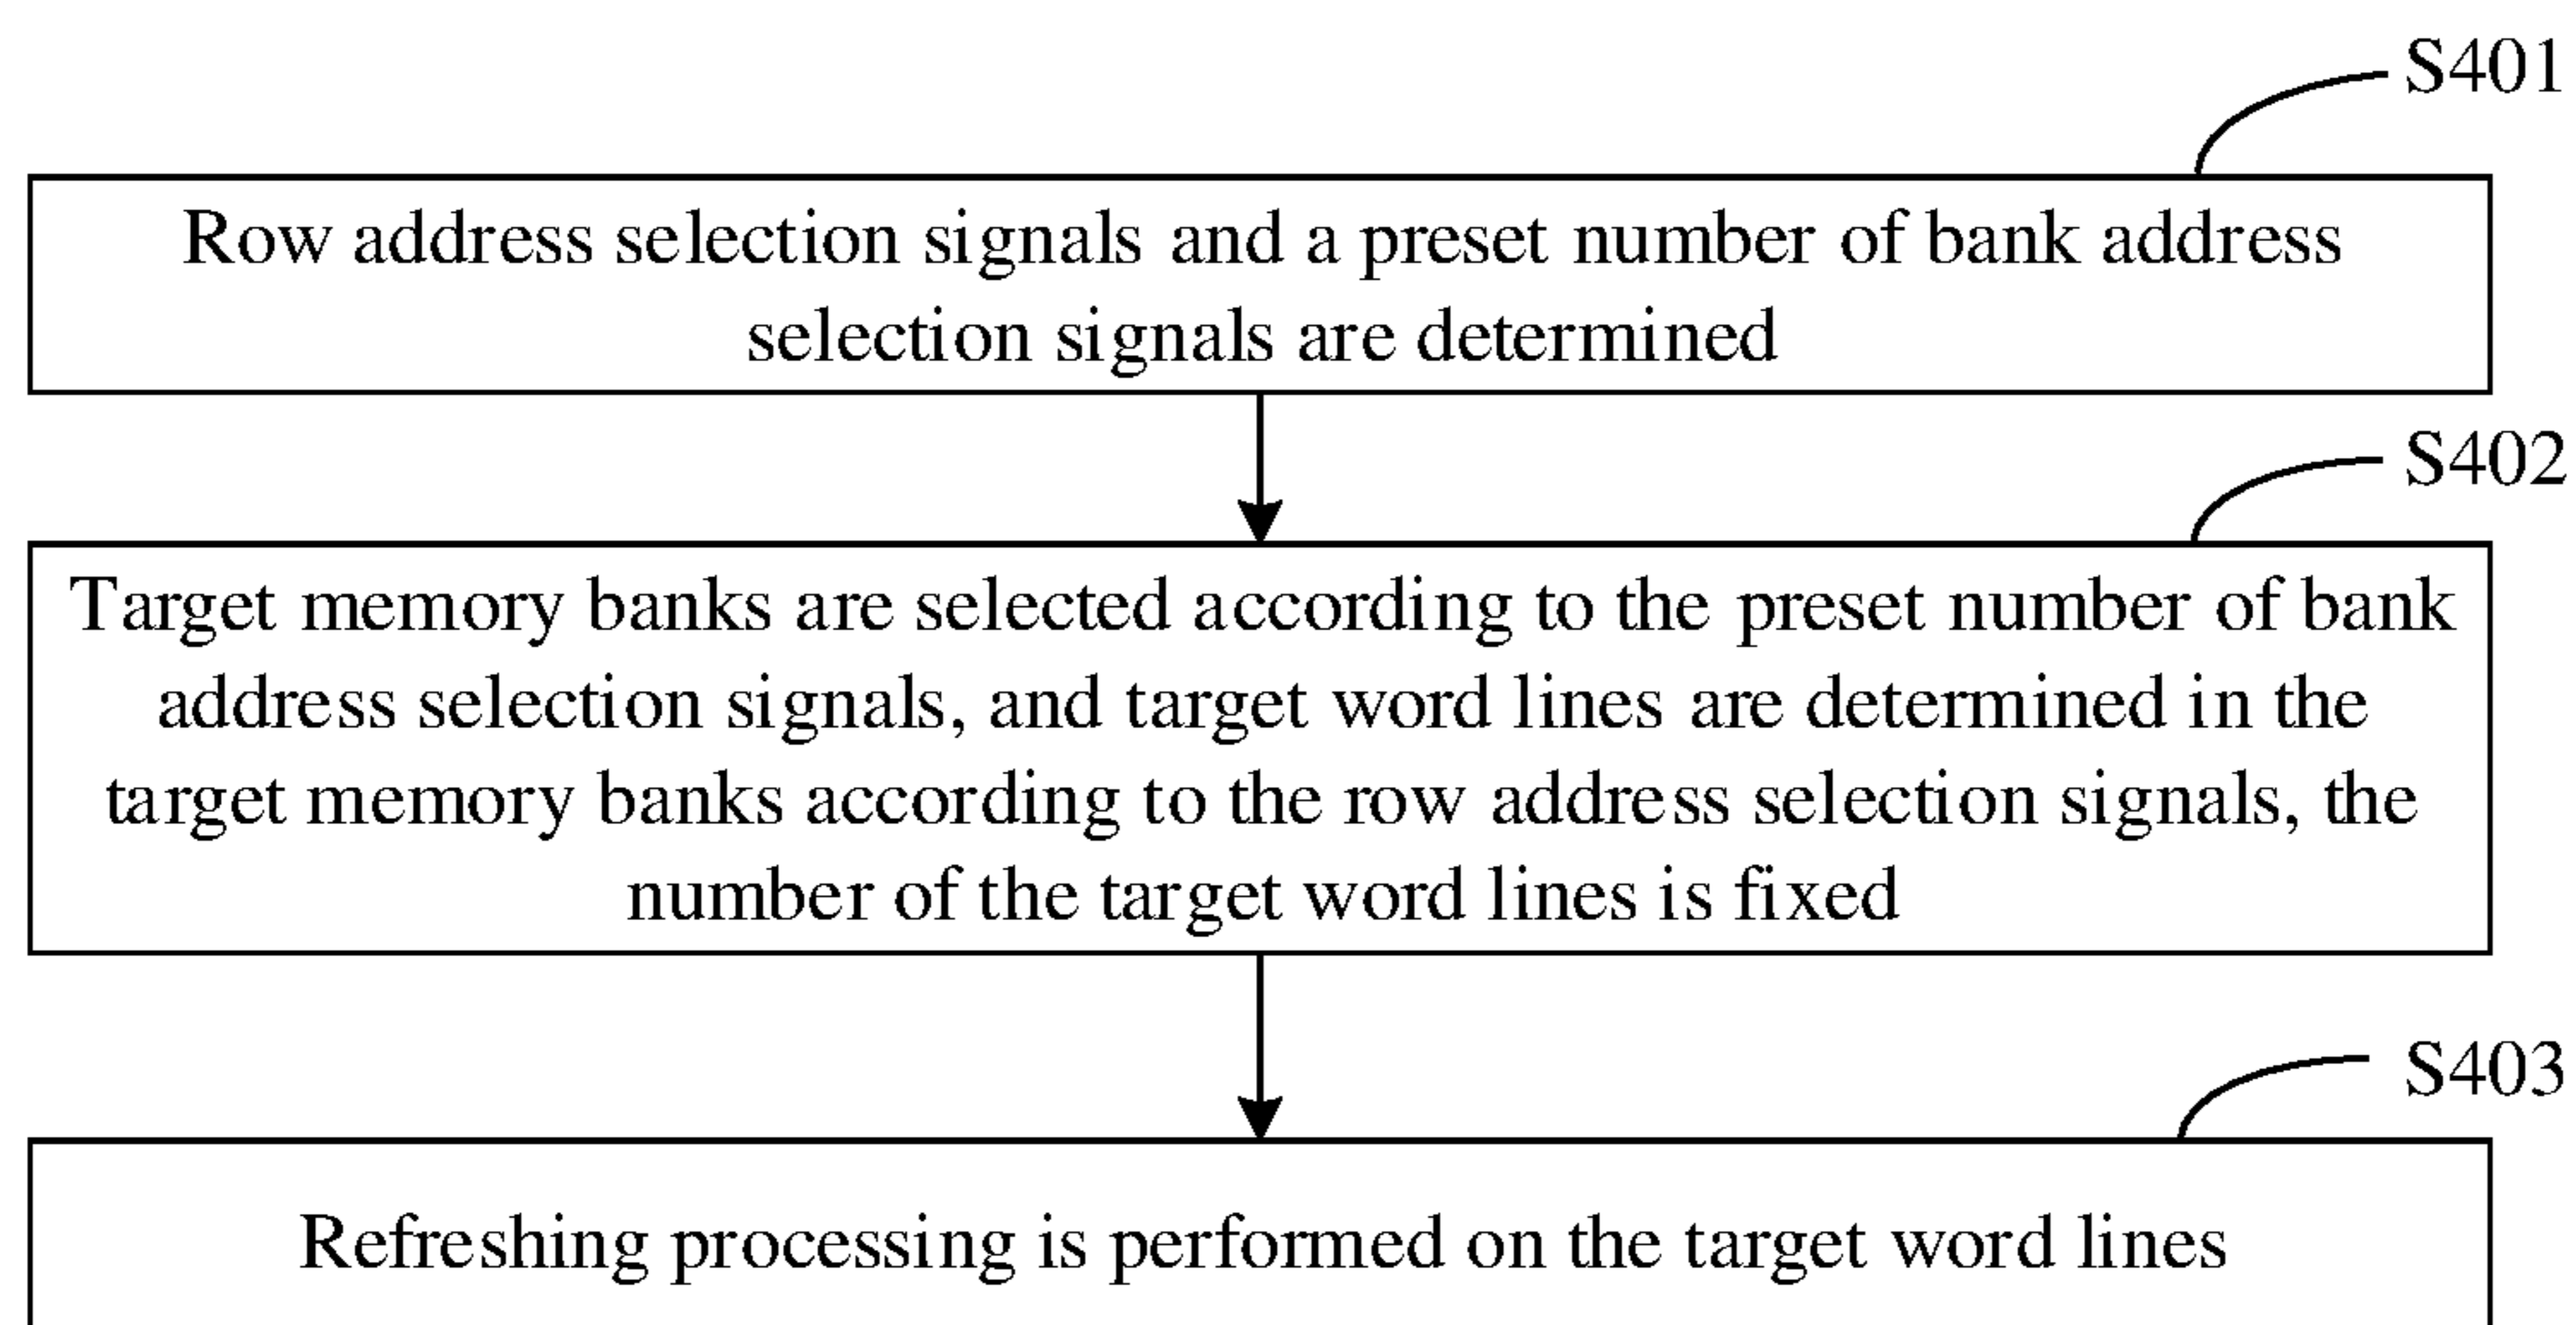 S401
Row address selection signals and a preset number of bank address
selection signals are determined
S402
Target memory banks are selected according to the preset number of bank
address selection signals, and target word lines are determined in the
target memory banks according to the row address selection signals, the
number of the target word lines is fixed
S403
Refreshing processing is performed on the target word lines